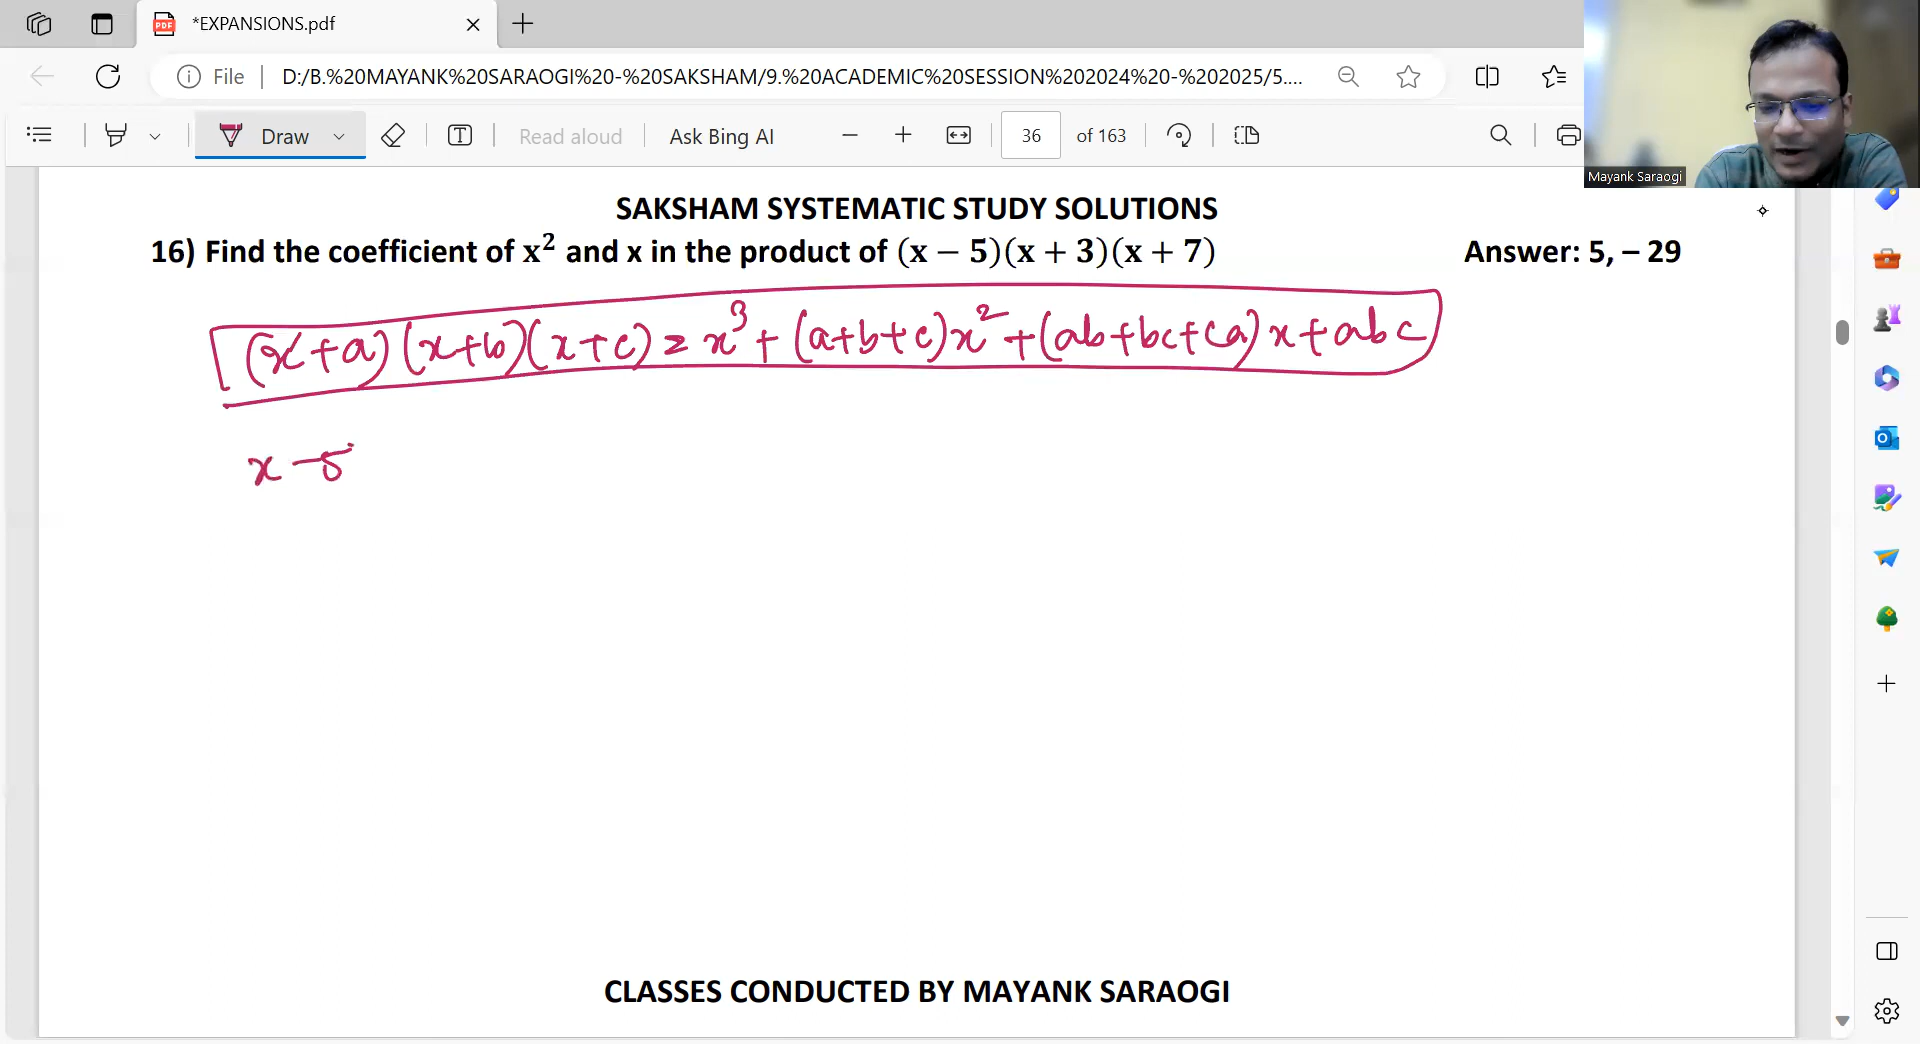 *EXPANSIONS.pdf
File
D:/B.%20MAYANK%20SARAOGI%20-%20SAKSHAM/9.%20ACADEMIC%20SESSION%202024%20-%202025/5....
Draw
Read aloud
Ask Bing AI
36 of 163
Mayank Saraogi
SAKSHAM SYSTEMATIC STUDY SOLUTIONS
16) Find the coefficient of x² and x in the product of (x − 5)(x + 3)(x + 7) Answer: 5, – 29
(x+a)(x+b)(x+c) = x³ + (a+b+c)x² + (ab+bc+ca)x + abc
x - 5
CLASSES CONDUCTED BY MAYANK SARAOGI